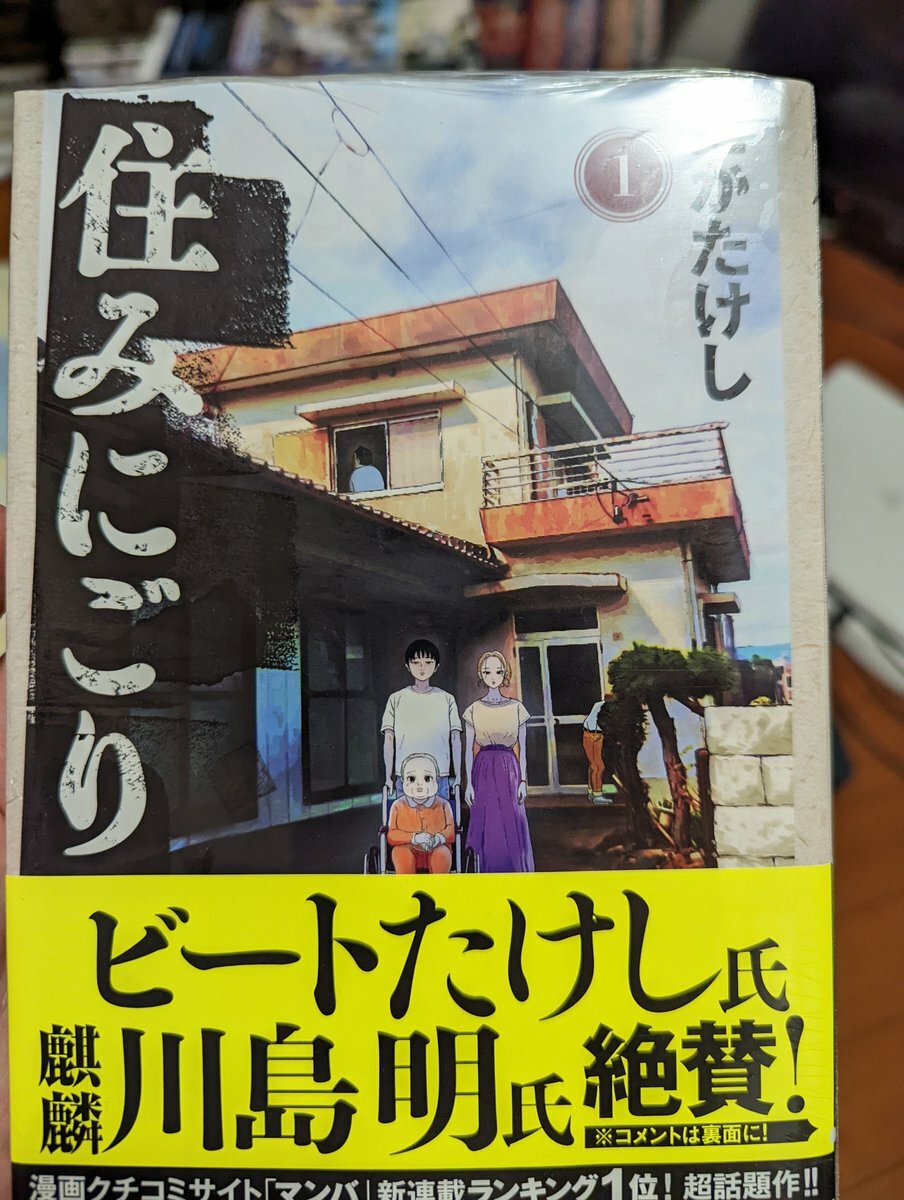 住みにごり
1
がたけし
ビートたけし氏
麒麟川島明氏絶賛!
※コメントは裏面に!
漫画クチコミサイト「マンバ」新連載ランキング1位! 超話題作!!